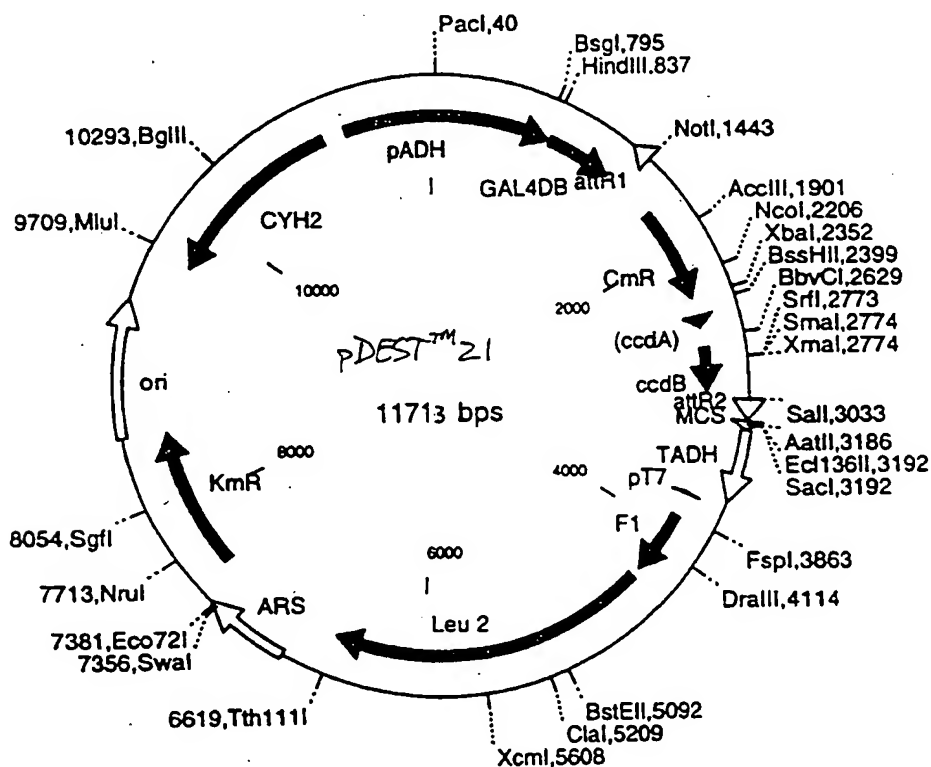 PacI,40
BsgI,795
HindIII.837
NotI,1443
AccIII,1901
NcoI,2206
XbaI,2352
BssHII,2399
BbvCI,2629
SrfI,2773
SmaI,2774
XmaI,2774
SalI,3033
AatII,3186
Ecl136II,3192
SacI,3192
FspI,3863
DraIII,4114
BstEII,5092
ClaI,5209
XcmI,5608
6619,Tth111I
7356,SwaI
7381,Eco72I
7713,NruI
8054,SgfI
9709,MluI
10293,BglII
pADH
GAL4DB
attR1
CmR
(ccdA)
ccdB
attR2
MCS
TADH
pT7
F1
Leu 2
ARS
KmR
ori
CYH2
2000
4000
6000
8000
10000
pDEST™21
11713 bps